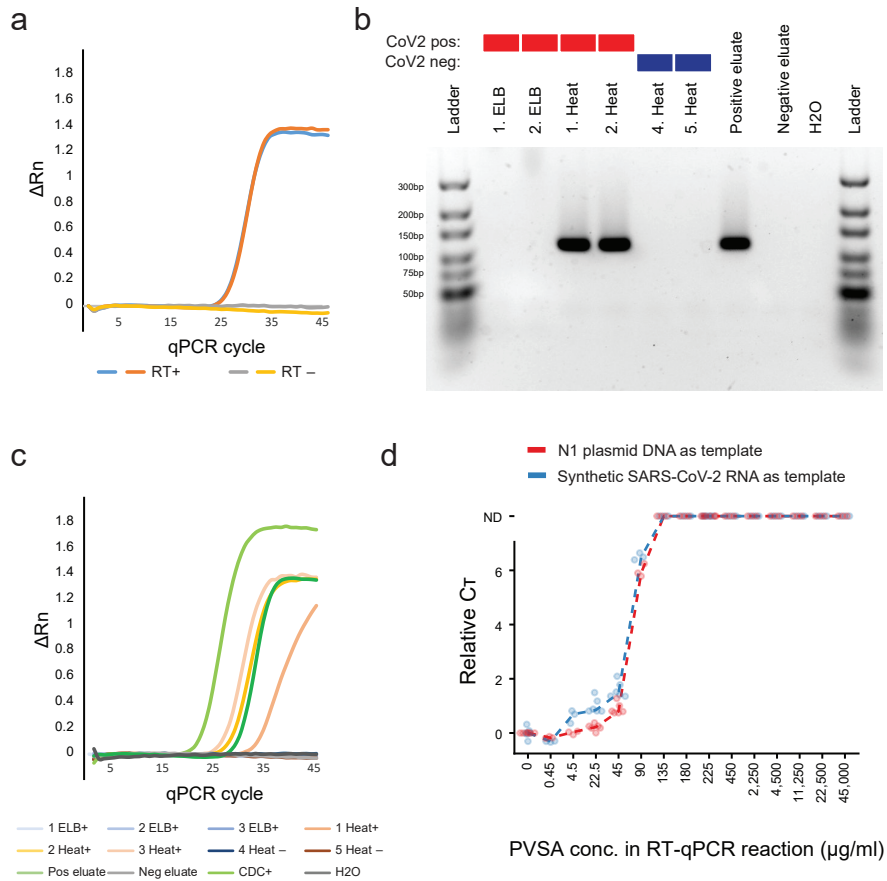 a
1.8
1.6
1.4
1.2
1
0.8
0.6
0.4
0.2
0
ΔRn
5
15
25
35
45
qPCR cycle
RT+
RT –
b
CoV2 pos:
CoV2 neg:
Ladder
1. ELB
2. ELB
1. Heat
2. Heat
4. Heat
5. Heat
Positive eluate
Negative eluate
H2O
Ladder
300bp
200bp
150bp
100bp
75bp
50bp
c
1.8
1.6
1.4
1.2
1
0.8
0.6
0.4
0.2
0
ΔRn
5
15
25
35
45
qPCR cycle
1 ELB+
2 ELB+
3 ELB+
1 Heat+
2 Heat+
3 Heat+
4 Heat –
5 Heat –
Pos eluate
Neg eluate
CDC+
H2O
d
N1 plasmid DNA as template
Synthetic SARS-CoV-2 RNA as template
ND
6
4
2
0
Relative CT
0
0.45
4.5
22.5
45
90
135
180
225
450
2,250
4,500
11,250
22,500
45,000
PVSA conc. in RT-qPCR reaction (µg/ml)